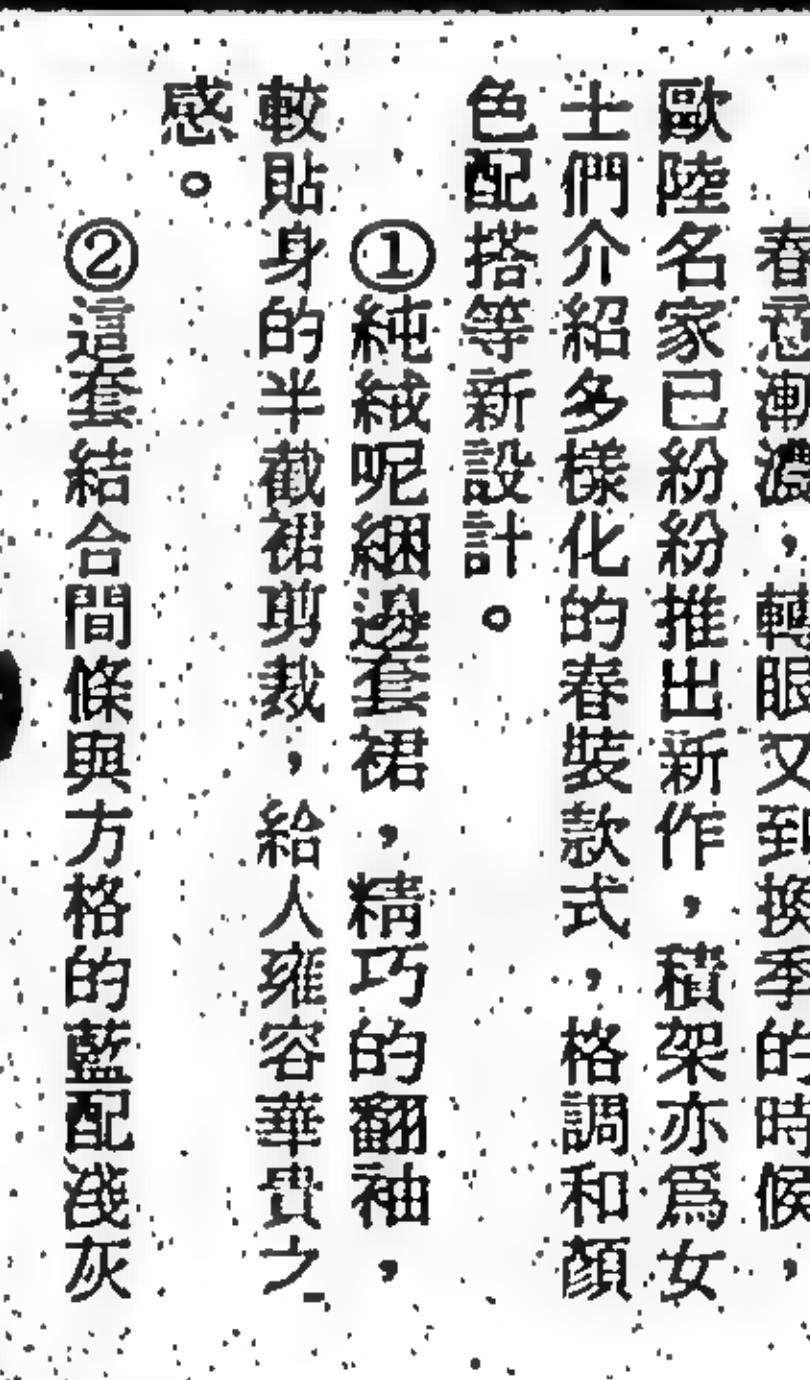 春意漸濃，轉眼又到換季的時候，
歐陸名家已紛紛推出新作，積架亦為女
士們介紹多樣化的春裝款式，格調和顏
色配搭等新設計。
①純絨呢綑邊套裙，精巧的翻袖，
較貼身的半截裙剪裁，給人雍容華貴之
感。
②這套結合間條與方格的藍配淺灰